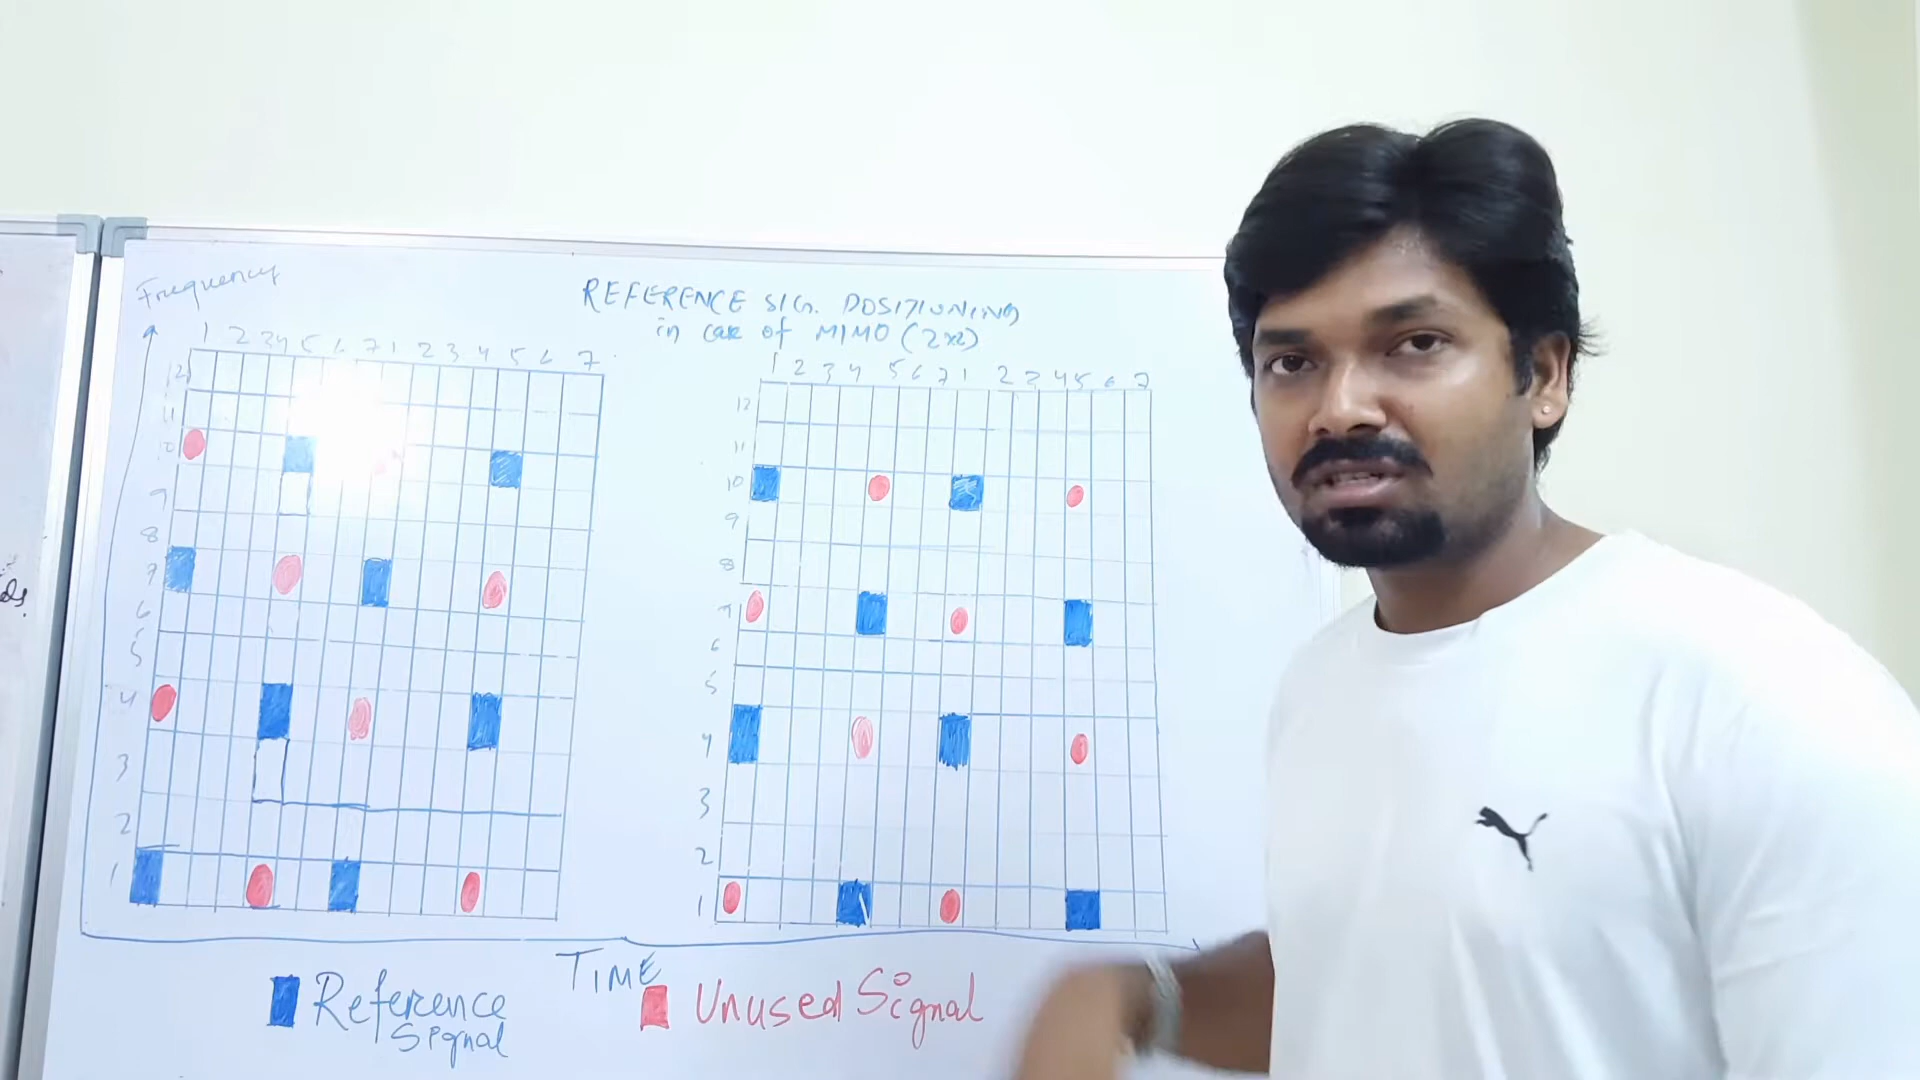 Frequency
REFERENCE SIG. POSITIONING
in case of MIMO (2x2)
1 2 3 4 5 6 7 1 2 3 4 5 6 7
1 2 3 4 5 6 7 1 2 3 4 5 6 7
12
11
10
9
8
7
6
5
4
3
2
1
12
11
10
9
8
7
6
5
4
3
2
1
TIME
Reference
Signal
Unused Signal